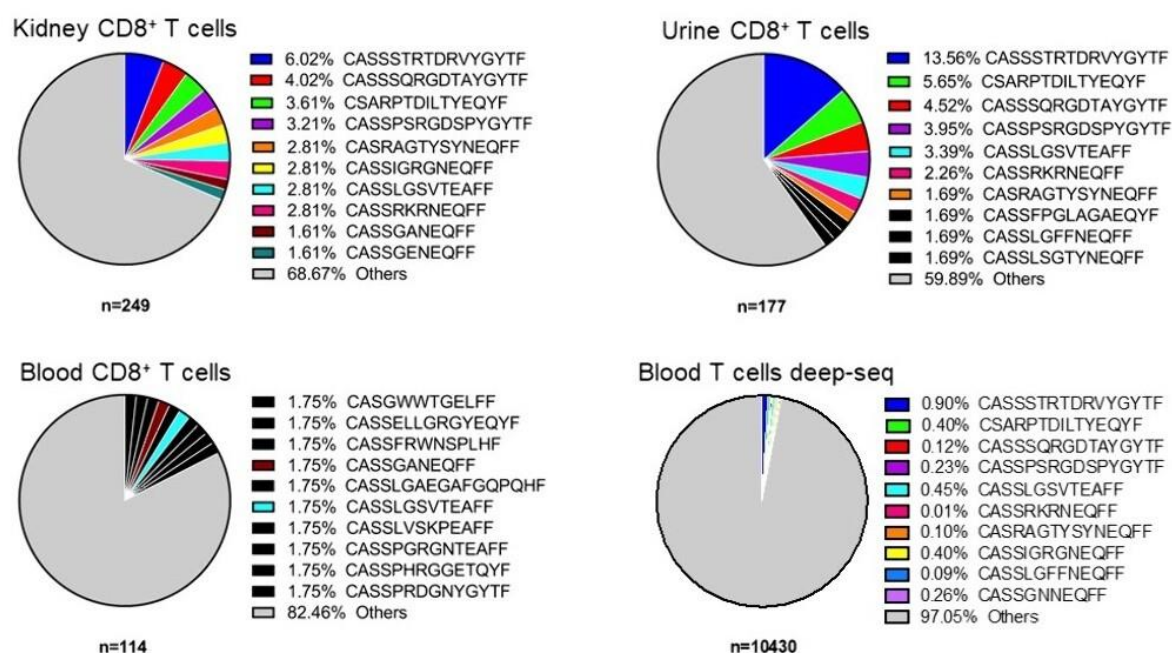 Kidney CD8⁺ T cells
6.02% CASSSTRTDRVYGYTF
4.02% CASSSQRGDTAYGYTF
3.61% CSARPTDILTYEQYF
3.21% CASSPSRGDSPYGYTF
2.81% CASRAGTYSYNEQFF
2.81% CASSIGRGNEQFF
2.81% CASSLGSVTEAFF
2.81% CASSRKRNEQFF
1.61% CASSGANEQFF
1.61% CASSGENEQFF
68.67% Others
n=249
Urine CD8⁺ T cells
13.56% CASSSTRTDRVYGYTF
5.65% CSARPTDILTYEQYF
4.52% CASSSQRGDTAYGYTF
3.95% CASSPSRGDSPYGYTF
3.39% CASSLGSVTEAFF
2.26% CASSRKRNEQFF
1.69% CASRAGTYSYNEQFF
1.69% CASSFPGLAGAEQYF
1.69% CASSLGFFNEQFF
1.69% CASSLSGTYNEQFF
59.89% Others
n=177
Blood CD8⁺ T cells
1.75% CASGWWTGELFF
1.75% CASSELLGRGYEQYF
1.75% CASSFRWNSPLHF
1.75% CASSGANEQFF
1.75% CASSLGAEGAFGQPQHF
1.75% CASSLGSVTEAFF
1.75% CASSLVSKPEAFF
1.75% CASSPGRGNTEAFF
1.75% CASSPHRGGETQYF
1.75% CASSPRDGNYGYTF
82.46% Others
n=114
Blood T cells deep-seq
0.90% CASSSTRTDRVYGYTF
0.40% CSARPTDILTYEQYF
0.12% CASSSQRGDTAYGYTF
0.23% CASSPSRGDSPYGYTF
0.45% CASSLGSVTEAFF
0.01% CASSRKRNEQFF
0.10% CASRAGTYSYNEQFF
0.40% CASSIGRGNEQFF
0.09% CASSLGFFNEQFF
0.26% CASSGNNEQFF
97.05% Others
n=10430